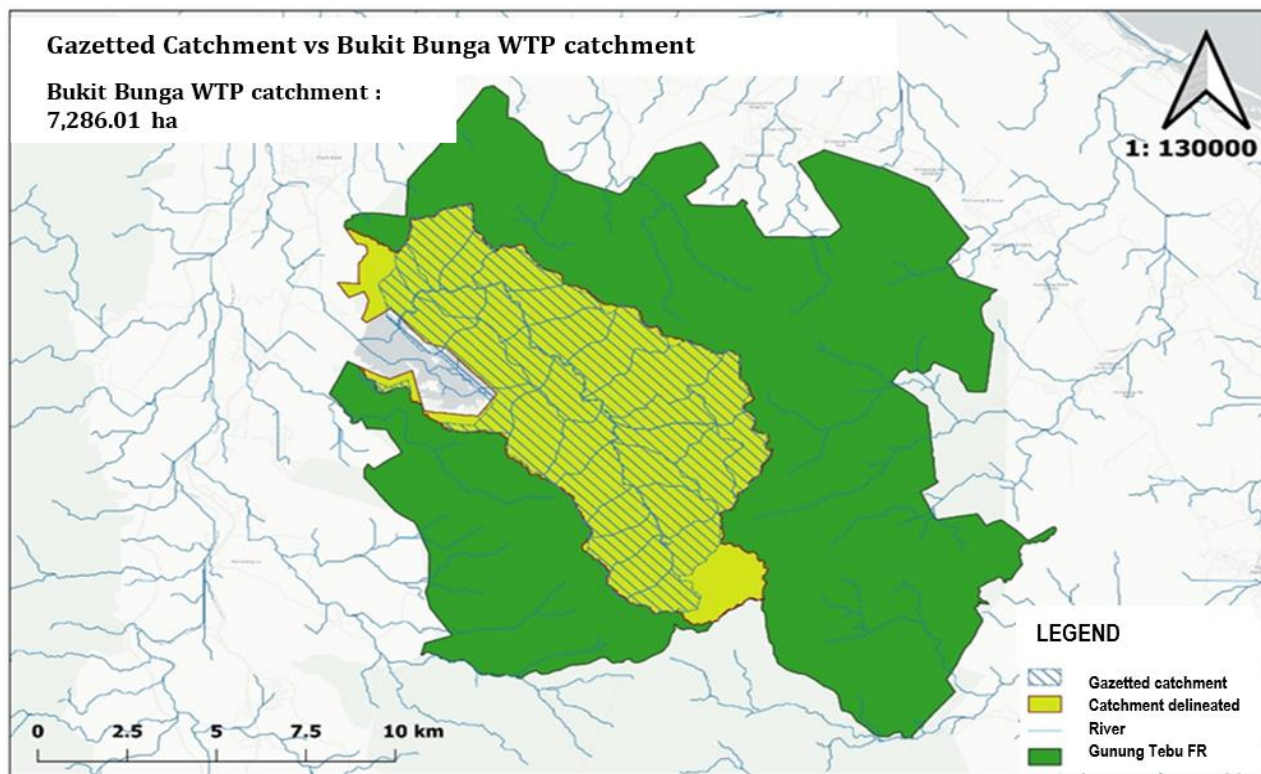 Gazetted Catchment vs Bukit Bunga WTP catchment
Bukit Bunga WTP catchment :
7,286.01 ha
1: 130000
LEGEND
Gazetted catchment
Catchment delineated
River
Gunung Tebu FR
0 2.5 5 7.5 10 km